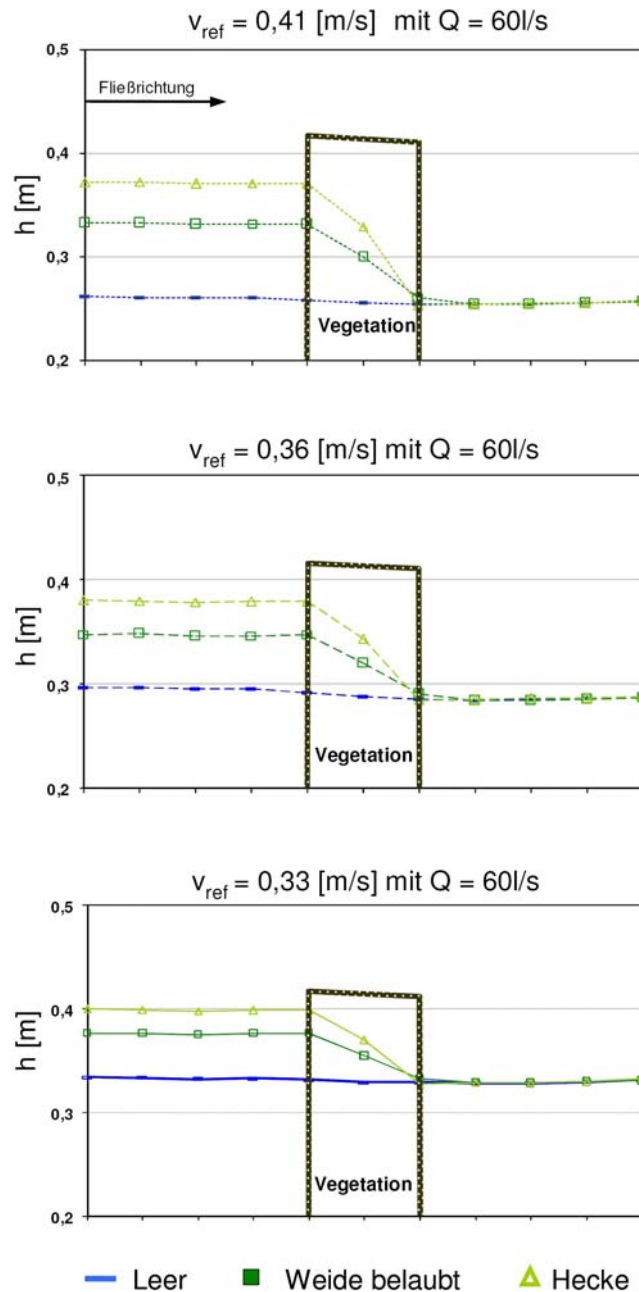 v_ref = 0,41 [m/s] mit Q = 60l/s
0,5
Fließrichtung
0,4
h [m]
0,3
Vegetation
0,2
v_ref = 0,36 [m/s] mit Q = 60l/s
0,5
0,4
h [m]
0,3
Vegetation
0,2
v_ref = 0,33 [m/s] mit Q = 60l/s
0,5
0,4
h [m]
0,3
Vegetation
0,2
Leer Weide belaubt Hecke